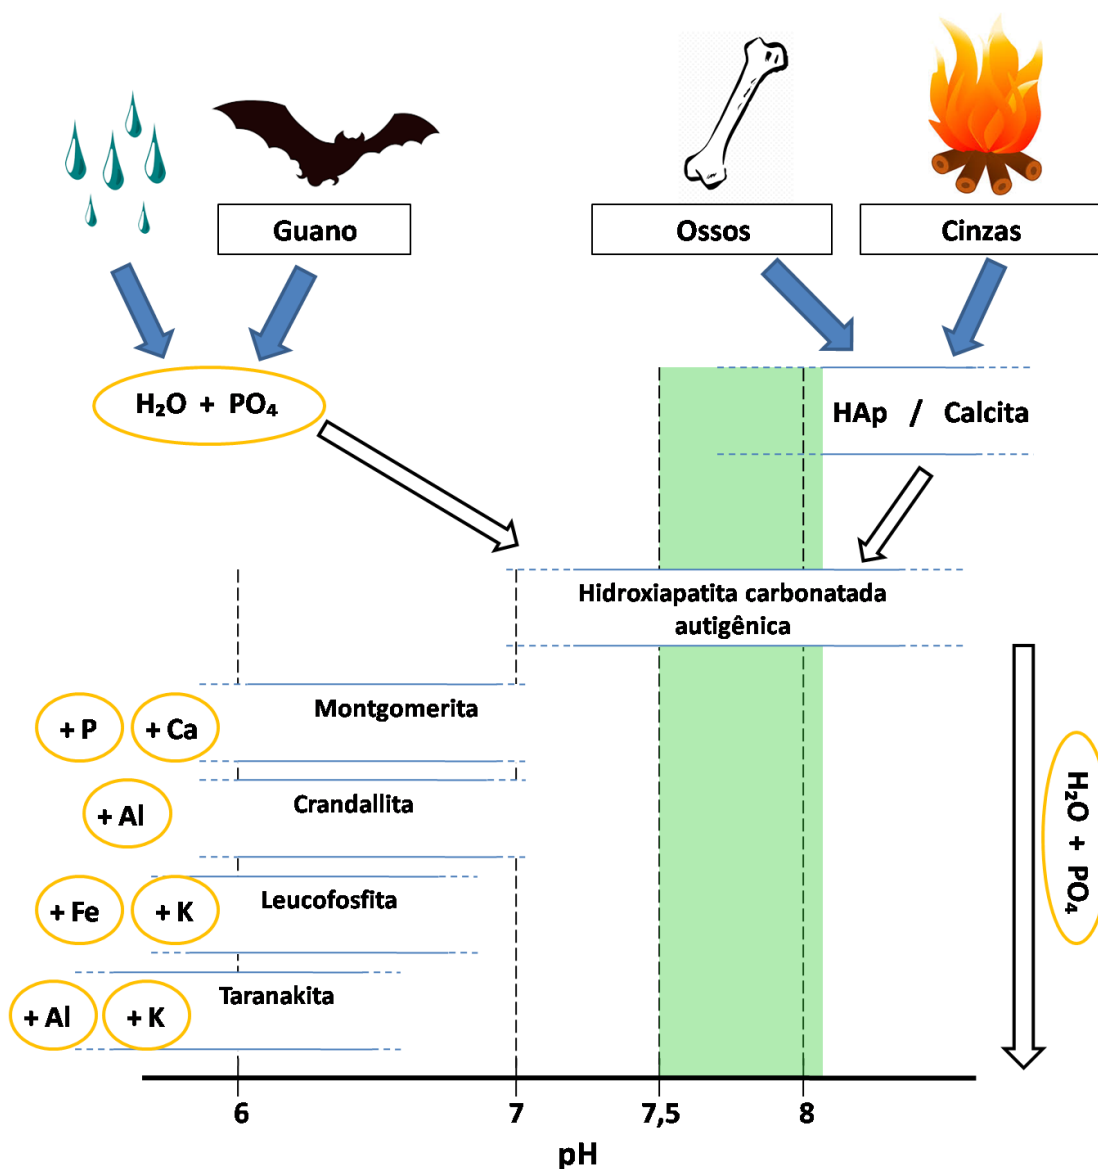 Guano
Ossos
Cinzas
H₂O + PO₄
HAp / Calcita
Hidroxiapatita carbonatada
autigênica
Montgomerita
+ P
+ Ca
Crandallita
+ Al
Leucofosfita
+ Fe
+ K
Taranakita
+ Al
+ K
H₂O + PO₄
6
7
7,5
8
pH